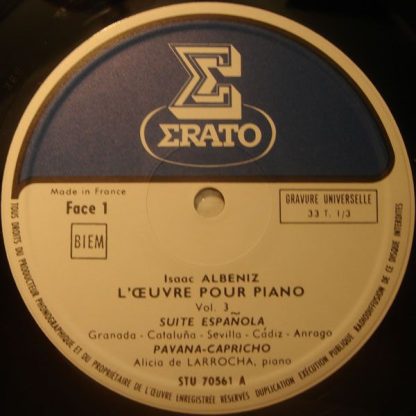 Σ
ΣRATO
Made in France
Face 1
BIEM
GRAVURE UNIVERSELLE
33 T. 1/3
Isaac ALBENIZ
L'ŒUVRE POUR PIANO
Vol. 3
SUITE ESPAÑOLA
Granada - Cataluña - Sevilla - Cádiz - Anrago
PAVANA-CAPRICHO
Alicia de LARROCHA, piano
STU 70561 A
TOUS DROITS DU PRODUCTEUR PHONOGRAPHIQUE ET DU PROPRIÉTAIRE DE L'ŒUVRE ENREGISTRÉE RÉSERVÉS DUPLICATION EXÉCUTION PUBLIQUE RADIODIFFUSION DE CE DISQUE INTERDITES